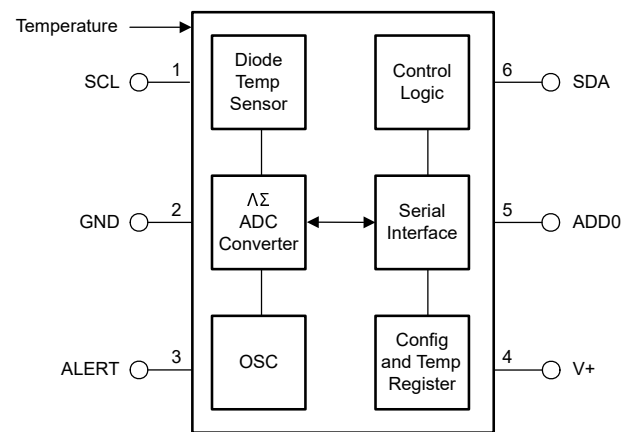 Temperature
SCL
1
Diode
Temp
Sensor
Control
Logic
6
SDA
GND
2
ΛΣ
ADC
Converter
Serial
Interface
5
ADD0
ALERT
3
OSC
Config
and Temp
Register
4
V+